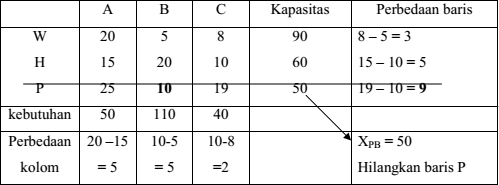 A B C Kapasitas Perbedaan baris
W 20 5 8 90 8 – 5 = 3
H 15 20 10 60 15 – 10 = 5
P 25 10 19 50 19 – 10 = 9
kebutuhan 50 110 40
Perbedaan 20 –15 10-5 10-8 X_PB = 50
kolom = 5 = 5 =2 Hilangkan baris P